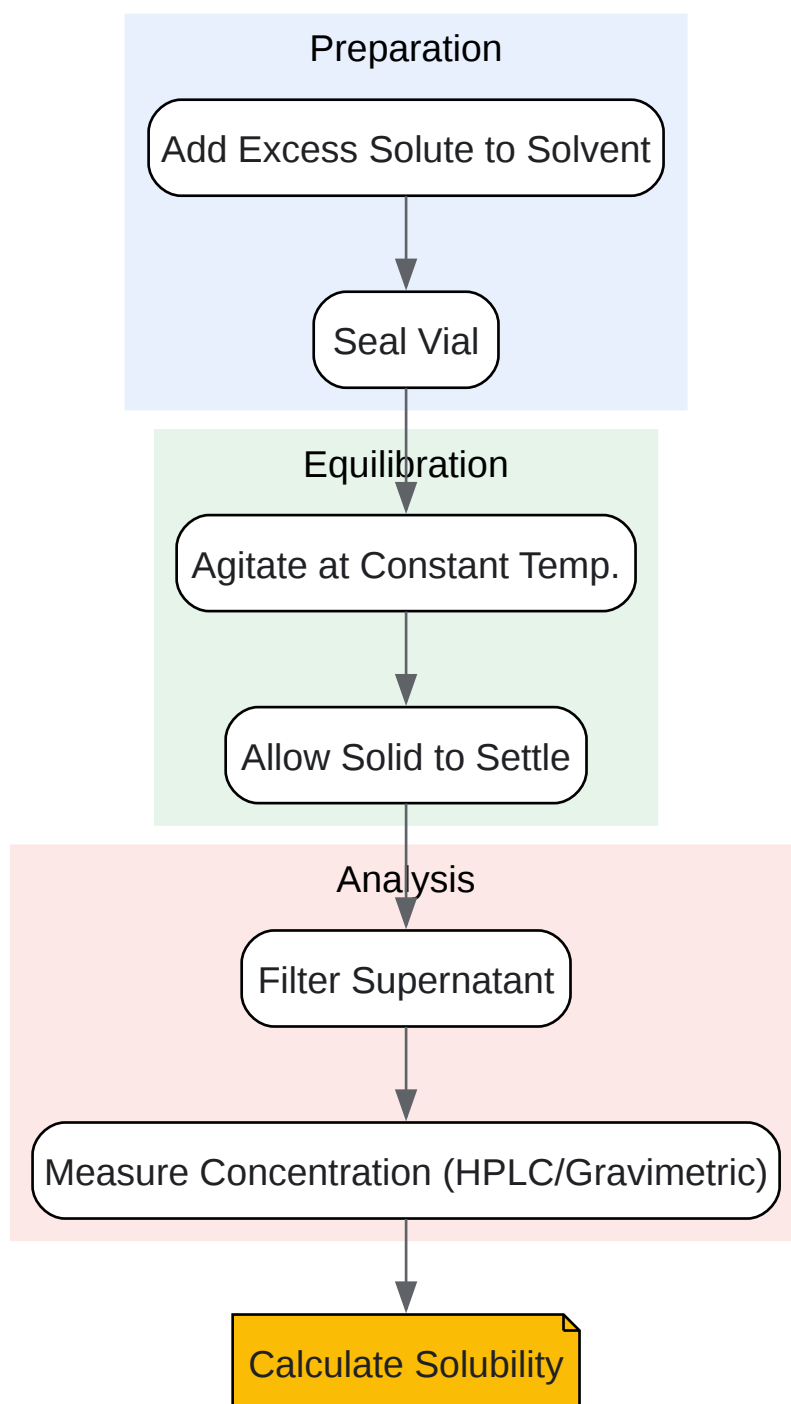 Preparation
Add Excess Solute to Solvent
Seal Vial
Equilibration
Agitate at Constant Temp.
Allow Solid to Settle
Analysis
Filter Supernatant
Measure Concentration (HPLC/Gravimetric)
Calculate Solubility